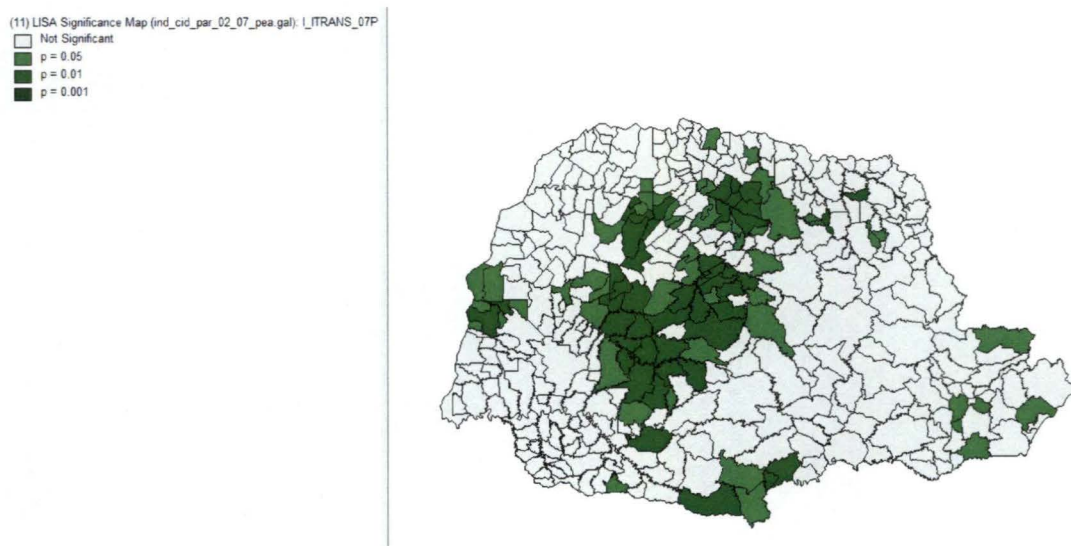 (11) LISA Significance Map (ind_cid_par_02_07_pea.gal): I_ITRANS_07P
Not Significant
p = 0.05
p = 0.01
p = 0.001